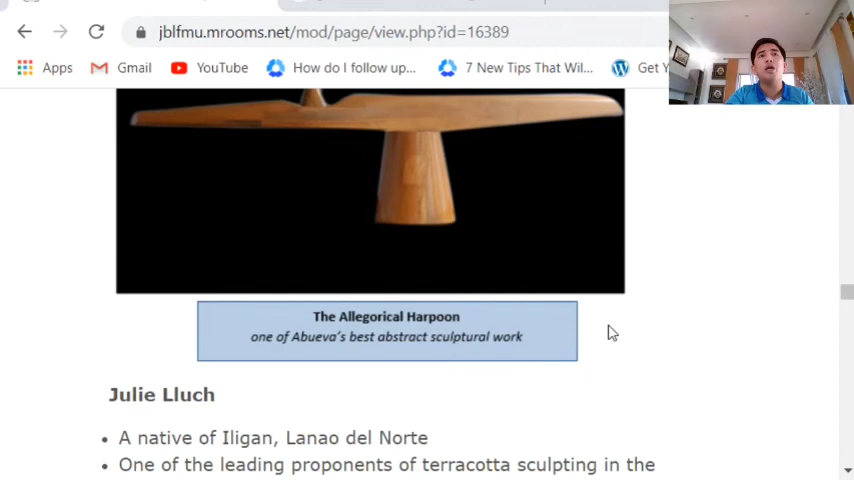 jblfmu.mrooms.net/mod/page/view.php?id=16389
Apps Gmail YouTube How do I follow up... 7 New Tips That Wil... Get Y
The Allegorical Harpoon
one of Abueva's best abstract sculptural work
Julie Lluch
• A native of Iligan, Lanao del Norte
• One of the leading proponents of terracotta sculpting in the